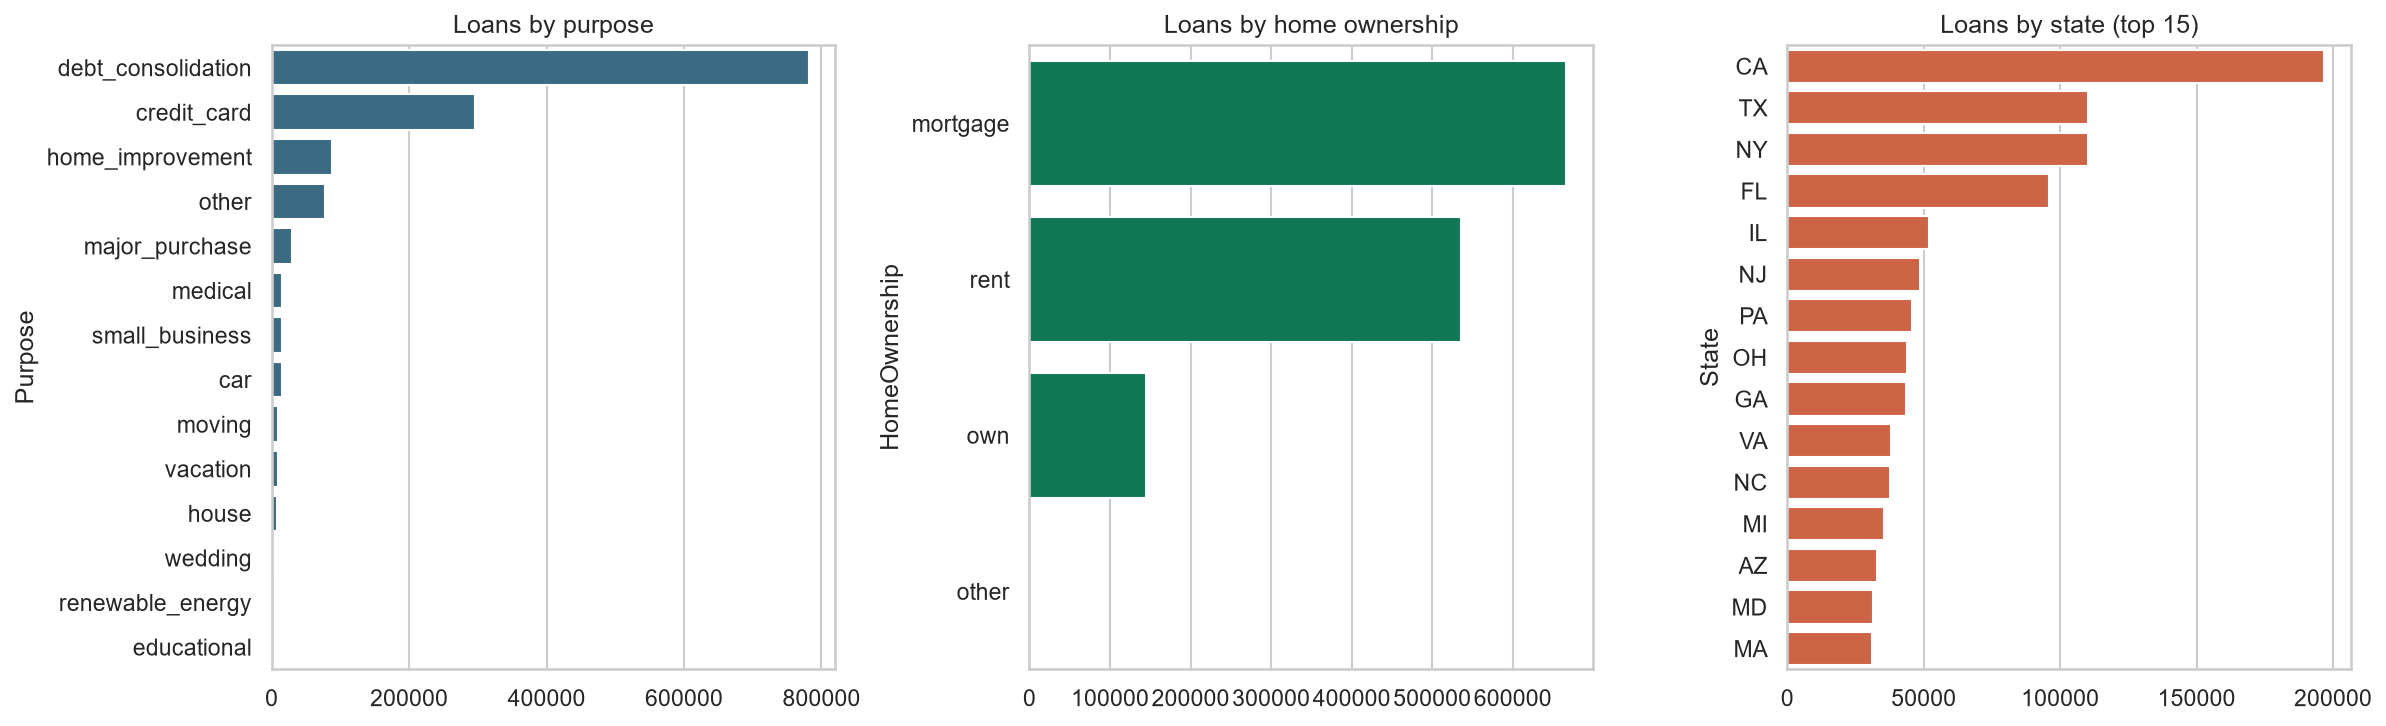 Loans by purpose
Purpose
debt_consolidation
credit_card
home_improvement
other
major_purchase
medical
small_business
car
moving
vacation
house
wedding
renewable_energy
educational
0 200000 400000 600000 800000
Loans by home ownership
HomeOwnership
mortgage
rent
own
other
0 100000 200000 300000 400000 500000 600000
Loans by state (top 15)
State
CA
TX
NY
FL
IL
NJ
PA
OH
GA
VA
NC
MI
AZ
MD
MA
0 50000 100000 150000 200000